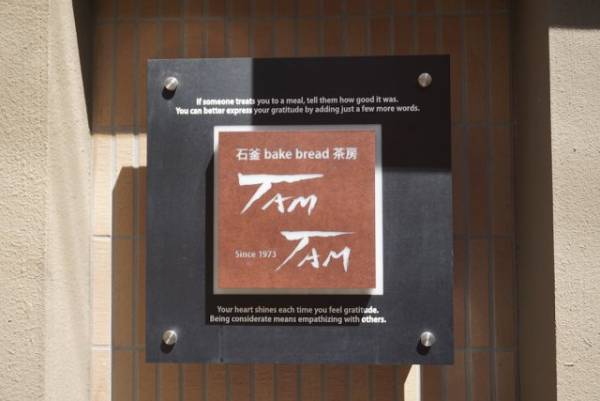 If someone treats you to a meal, tell them how good it was.
You can better express your gratitude by adding just a few more words.
石釜 bake bread 茶房
TAM
TAM
Since 1973
Your heart shines each time you feel gratitude.
Being considerate means empathizing with others.